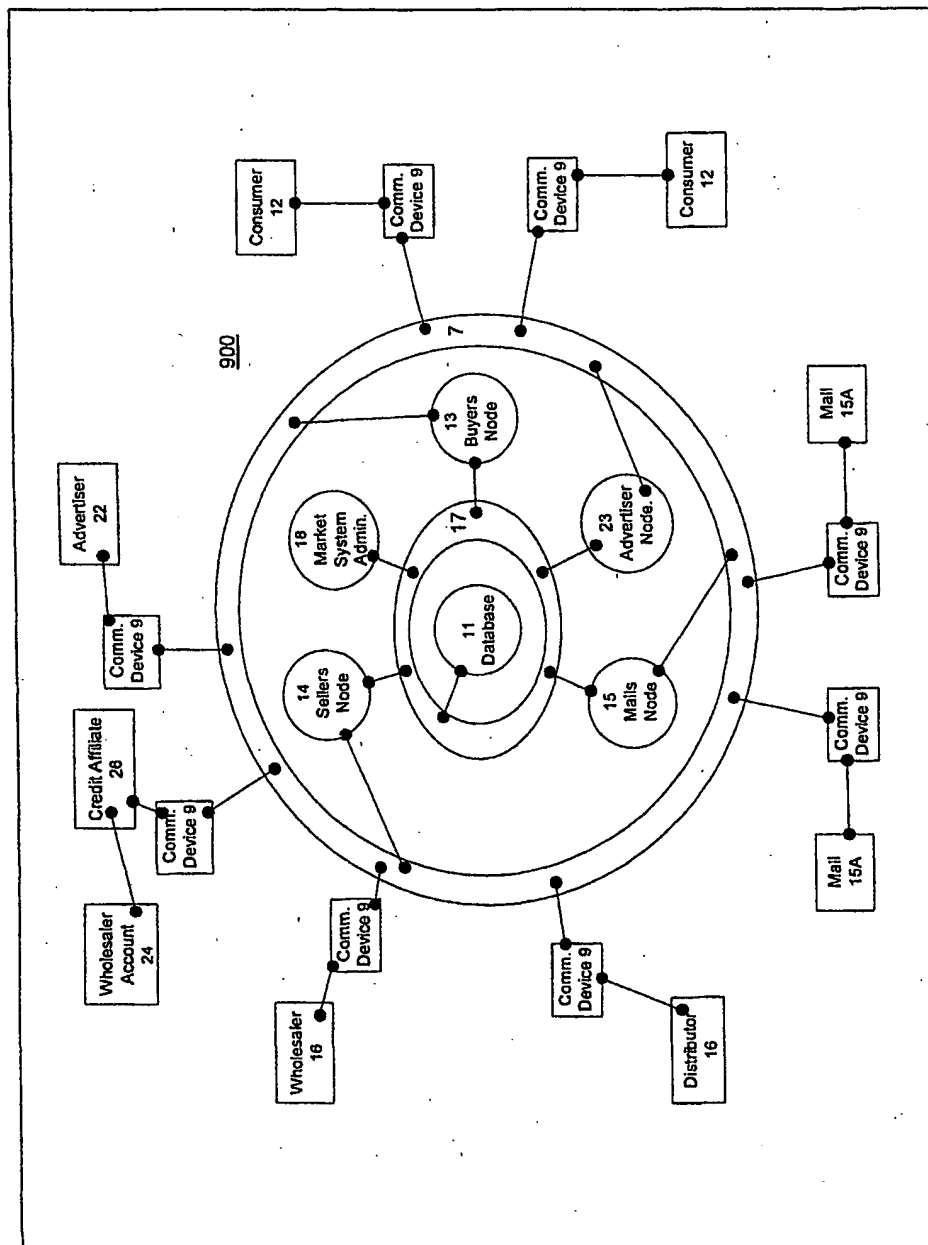 Advertiser
22
Credit Affiliate
26
Wholesaler
Account
24
Comm.
Device 9
Comm.
Device 9
900
Consumer
12
Wholesaler
16
Comm.
Device 9
14
Sellers
Node
18
Market
System
Admin.
Comm.
Device 9
7
13
Buyers
Node
17
11
Database
Comm.
Device 9
15
Mails
Node
23
Advertiser
Node.
Comm.
Device 9
Consumer
12
Distributor
16
Comm.
Device 9
Comm.
Device 9
Mail
15A
Mail
15A